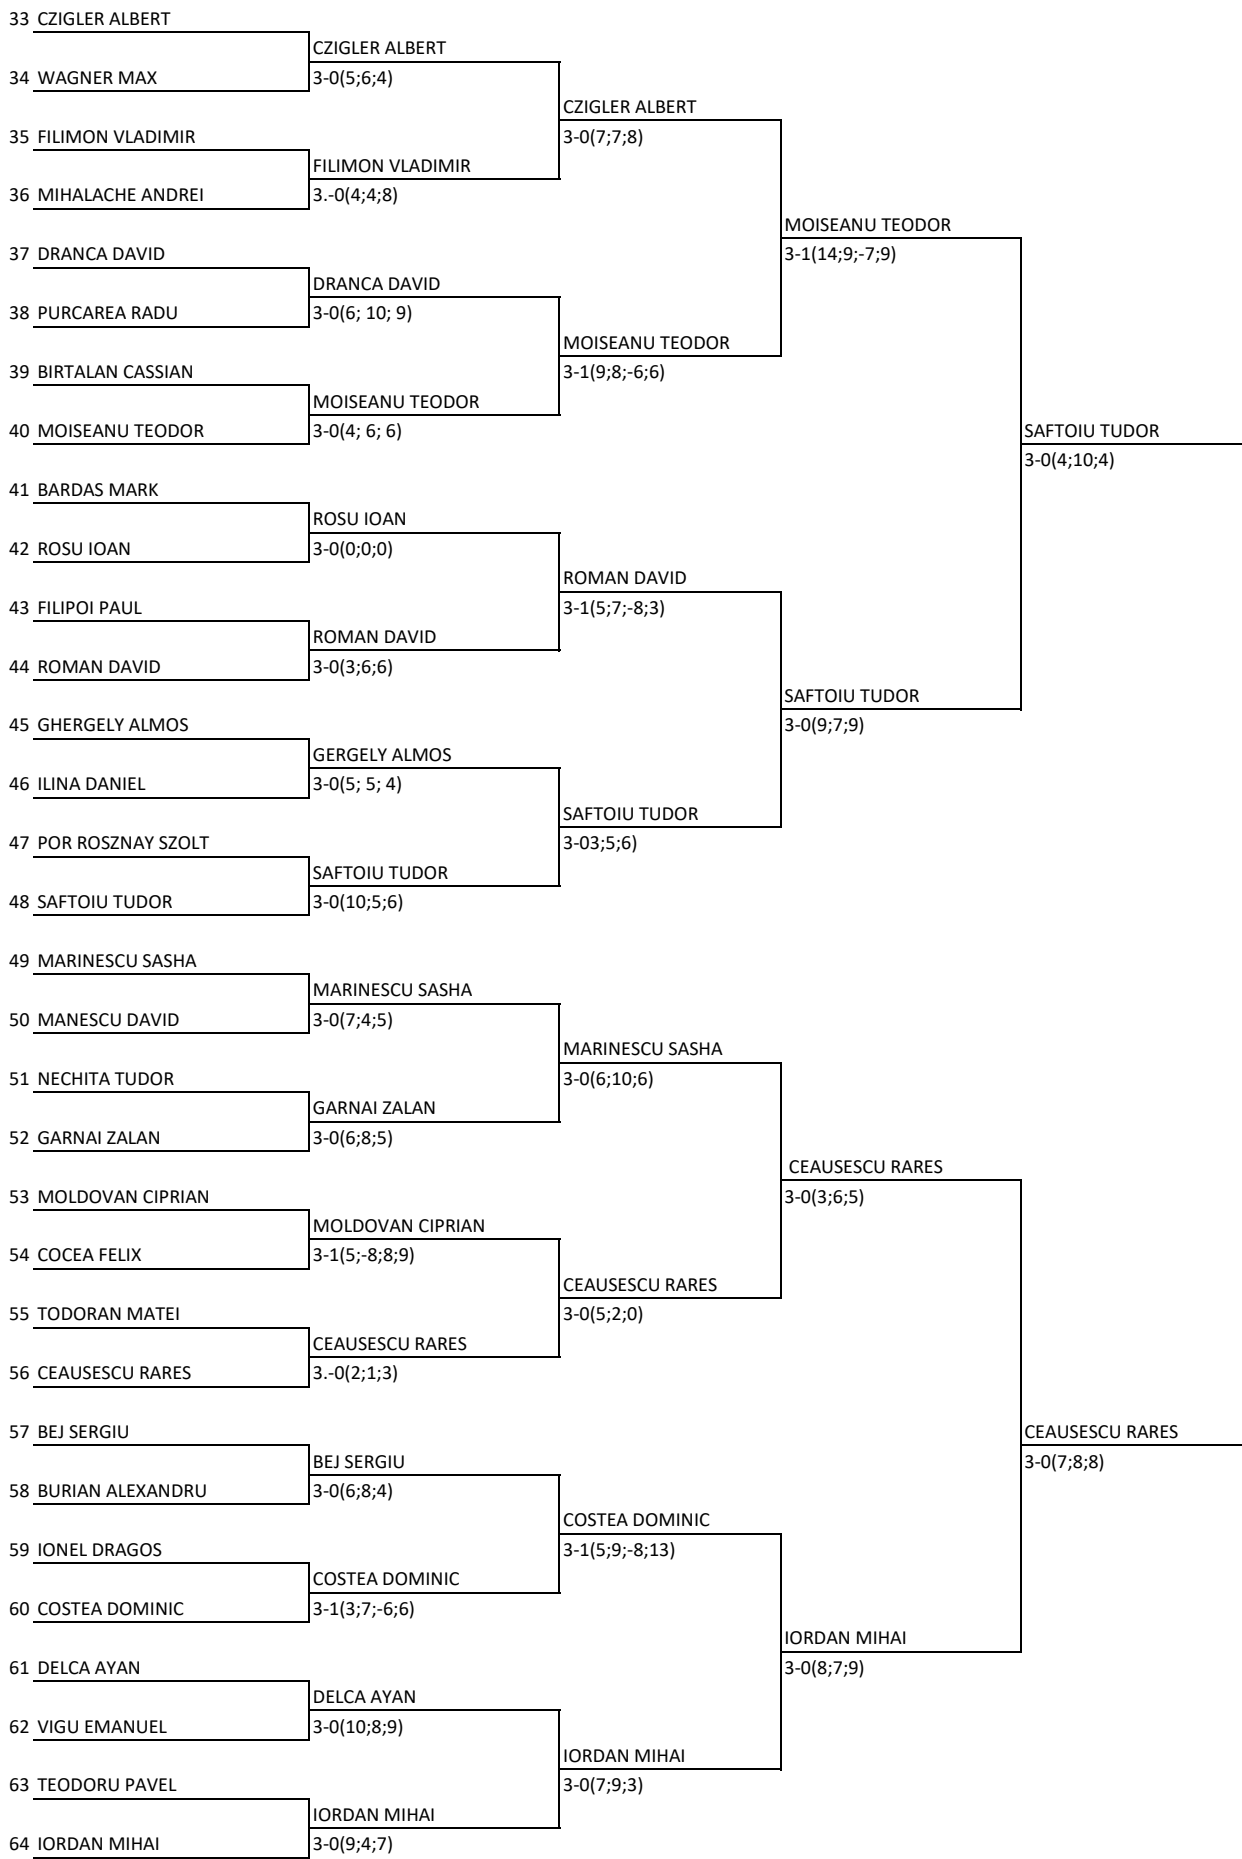 33 CZIGLER ALBERT
CZIGLER ALBERT
34 WAGNER MAX
3-0(5;6;4)
CZIGLER ALBERT
35 FILIMON VLADIMIR
3-0(7;7;8)
FILIMON VLADIMIR
36 MIHALACHE ANDREI
3.-0(4;4;8)
MOISEANU TEODOR
37 DRANCA DAVID
3-1(14;9;-7;9)
DRANCA DAVID
38 PURCAREA RADU
3-0(6; 10; 9)
MOISEANU TEODOR
39 BIRTALAN CASSIAN
3-1(9;8;-6;6)
MOISEANU TEODOR
40 MOISEANU TEODOR
3-0(4; 6; 6)
SAFTOIU TUDOR
3-0(4;10;4)
41 BARDAS MARK
ROSU IOAN
42 ROSU IOAN
3-0(0;0;0)
ROMAN DAVID
43 FILIPOI PAUL
3-1(5;7;-8;3)
ROMAN DAVID
44 ROMAN DAVID
3-0(3;6;6)
SAFTOIU TUDOR
45 GHERGELY ALMOS
3-0(9;7;9)
GERGELY ALMOS
46 ILINA DANIEL
3-0(5; 5; 4)
SAFTOIU TUDOR
47 POR ROSZNAY SZOLT
3-03;5;6)
SAFTOIU TUDOR
48 SAFTOIU TUDOR
3-0(10;5;6)
49 MARINESCU SASHA
MARINESCU SASHA
50 MANESCU DAVID
3-0(7;4;5)
MARINESCU SASHA
51 NECHITA TUDOR
3-0(6;10;6)
GARNAI ZALAN
52 GARNAI ZALAN
3-0(6;8;5)
CEAUSESCU RARES
53 MOLDOVAN CIPRIAN
3-0(3;6;5)
MOLDOVAN CIPRIAN
54 COCEA FELIX
3-1(5;-8;8;9)
CEAUSESCU RARES
55 TODORAN MATEI
3-0(5;2;0)
CEAUSESCU RARES
56 CEAUSESCU RARES
3.-0(2;1;3)
57 BEJ SERGIU
CEAUSESCU RARES
BEJ SERGIU
3-0(7;8;8)
58 BURIAN ALEXANDRU
3-0(6;8;4)
COSTEA DOMINIC
59 IONEL DRAGOS
3-1(5;9;-8;13)
COSTEA DOMINIC
60 COSTEA DOMINIC
3-1(3;7;-6;6)
IORDAN MIHAI
61 DELCA AYAN
3-0(8;7;9)
DELCA AYAN
62 VIGU EMANUEL
3-0(10;8;9)
IORDAN MIHAI
63 TEODORU PAVEL
3-0(7;9;3)
IORDAN MIHAI
64 IORDAN MIHAI
3-0(9;4;7)